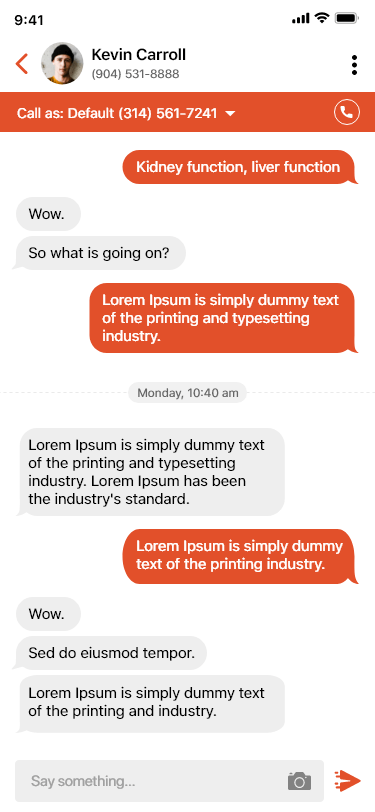 9:41
Kevin Carroll
(904) 531-8888
Call as: Default (314) 561-7241
Kidney function, liver function
Wow.
So what is going on?
Lorem Ipsum is simply dummy text
of the printing and typesetting
industry.
Monday, 10:40 am
Lorem Ipsum is simply dummy text
of the printing and typesetting
industry. Lorem Ipsum has been
the industry's standard.
Lorem Ipsum is simply dummy
text of the printing industry.
Wow.
Sed do eiusmod tempor.
Lorem Ipsum is simply dummy text
of the printing and industry.
Say something...